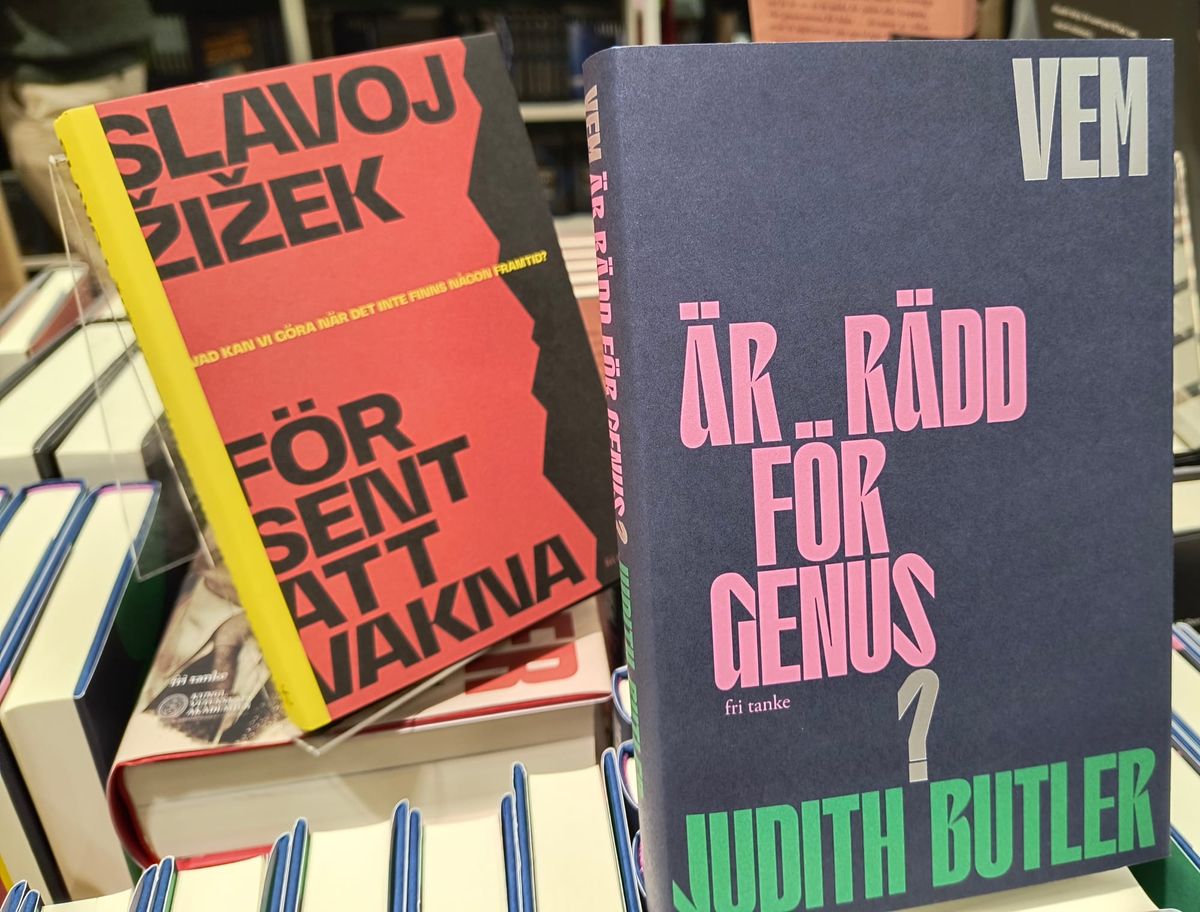 SLAVOJ
ŽIŽEK
VAD KAN VI GÖRA NÄR DET INTE FINNS NÅGON FRAMTID?
FÖR
SENT
ATT
VAKNA
fri tanke
VEM ÄR RÄDD FÖR GENUS? JUDITH
VEM
ÄR RÄDD
FÖR
GENUS
fri tanke
?
JUDITH BUTLER